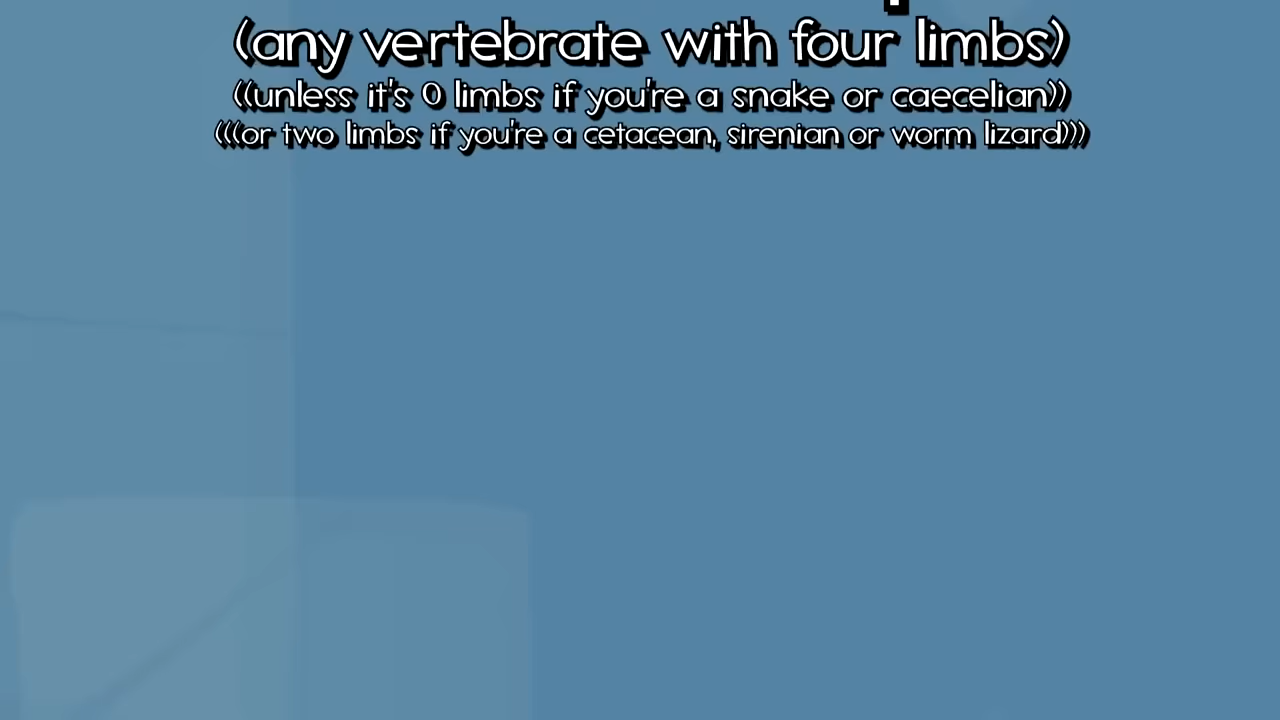 (any vertebrate with four limbs)
((unless it's 0 limbs if you're a snake or caecelian))
(((or two limbs if you're a cetacean, sirenian or worm lizard)))